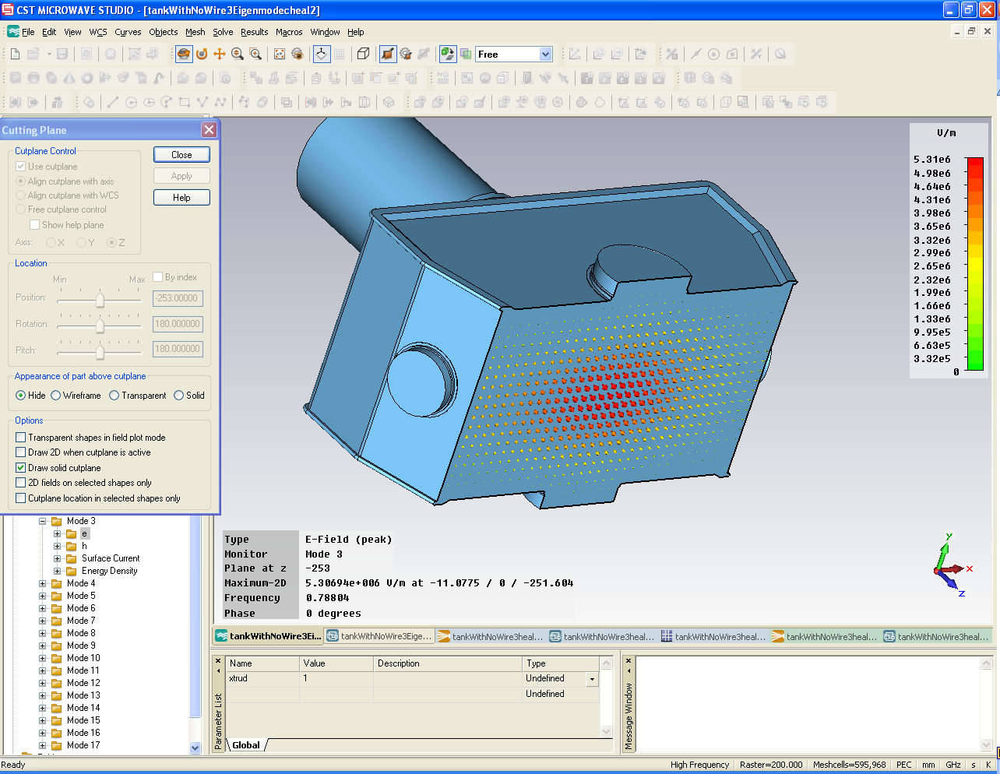 CST MICROWAVE STUDIO - [tankWithNoWire3Eigenmodecheal2]
File Edit View WCS Curves Objects Mesh Solve Results Macros Window Help
Free
Cutting Plane
Cutplane Control
Close
Use cutplane
Apply
Align cutplane with axis
Align cutplane with WCS
Help
Free cutplane control
Show help plane
Axis: X Y Z
Location
Min Max By index
Position: -253.00000
Rotation: 180.000000
Pitch: 180.000000
Appearance of part above cutplane
Hide Wireframe Transparent Solid
Options
Transparent shapes in field plot mode
Draw 2D when cutplane is active
Draw solid cutplane
2D fields on selected shapes only
Cutplane location in selected shapes only
Mode 3
e
h
Surface Current
Energy Density
Mode 4
Mode 5
Mode 6
Mode 7
Mode 8
Mode 9
Mode 10
Mode 11
Mode 12
Mode 13
Mode 14
Mode 15
Mode 16
Mode 17
V/m
5.31e6
4.98e6
4.64e6
4.31e6
3.98e6
3.65e6
3.32e6
2.99e6
2.65e6
2.32e6
1.99e6
1.66e6
1.33e6
9.95e5
6.63e5
3.32e5
0
Type E-Field (peak)
Monitor Mode 3
Plane at z -253
Maximum-2D 5.30694e+006 V/m at -11.0775 / 0 / -251.604
Frequency 0.78804
Phase 0 degrees
y
x
z
tankWithNoWire3Ei... tankWithNoWire3Eige... tankWithNoWire3heal... tankWithNoWire3heal... tankWithNoWire3heal... tankWithNoWire3heal... tankWithNoWire3heal...
Parameter List
Name Value Description Type
xtrud 1 Undefined
Undefined
Global
Message Window
Ready High Frequency Raster=200.000 Meshcells=595,968 PEC mm GHz s K